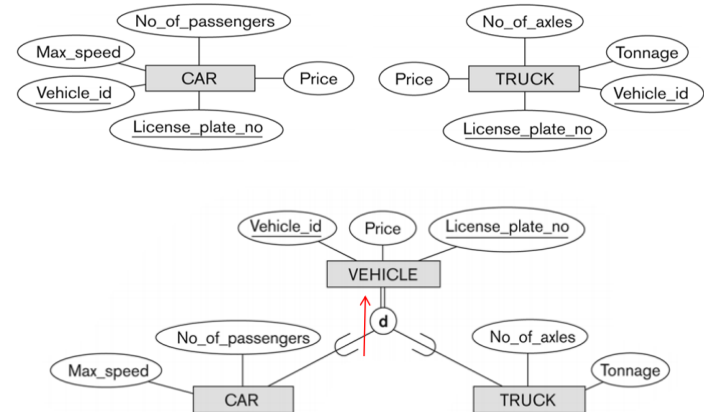 No_of_passengers
Max_speed
CAR
Price
Vehicle_id
License_plate_no
No_of_axles
Tonnage
Price
TRUCK
Vehicle_id
License_plate_no
Vehicle_id
Price
License_plate_no
VEHICLE
d
No_of_passengers
Max_speed
CAR
No_of_axles
Tonnage
TRUCK